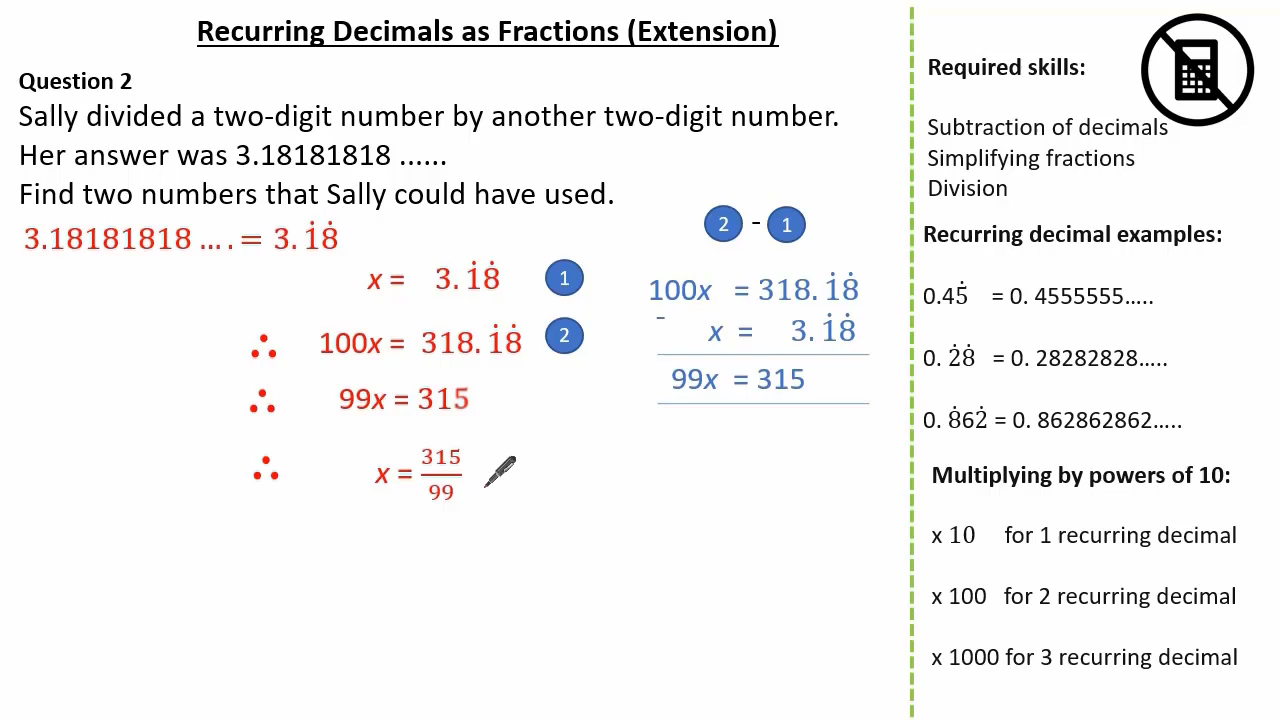 Recurring Decimals as Fractions (Extension)
Question 2
Sally divided a two-digit number by another two-digit number.
Her answer was 3.18181818 ......
Find two numbers that Sally could have used.
3.18181818 ... . = 3. 1̇8̇
x = 3. 1̇8̇ 1
∴ 100x = 318. 1̇8̇ 2
∴ 99x = 315
∴ x = 315/99
2 - 1
100x = 318. 1̇8̇
- x = 3. 1̇8̇
99x = 315
Required skills:
Subtraction of decimals
Simplifying fractions
Division
Recurring decimal examples:
0.45̇ = 0. 4555555.....
0. 2̇8̇ = 0. 28282828.....
0. 8̇62̇ = 0. 862862862.....
Multiplying by powers of 10:
x 10 for 1 recurring decimal
x 100 for 2 recurring decimal
x 1000 for 3 recurring decimal